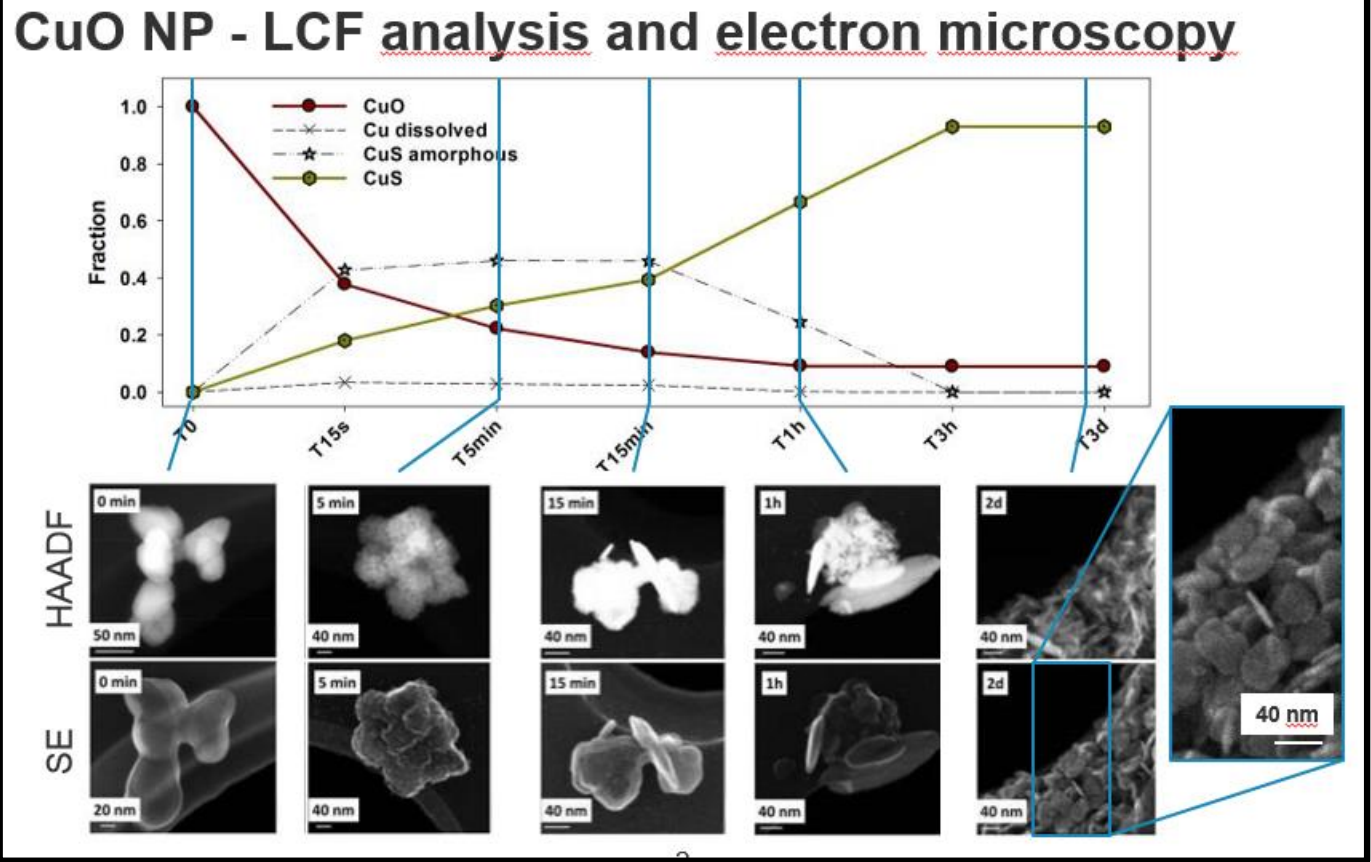 CuO NP - LCF analysis and electron microscopy
CuO
Cu dissolved
CuS amorphous
CuS
Fraction
1.0
0.8
0.6
0.4
0.2
0.0
T0
T15s
T5min
T15min
T1h
T3h
T3d
HAADF
0 min
50 nm
5 min
40 nm
15 min
40 nm
1h
40 nm
2d
40 nm
SE
0 min
20 nm
5 min
40 nm
15 min
40 nm
1h
40 nm
2d
40 nm
40 nm